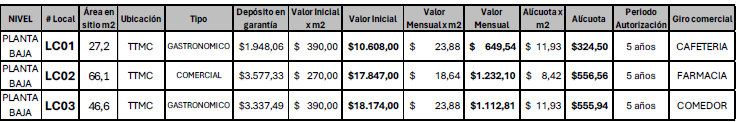 NIVEL # Local Área en sitio m2 Ubicación Tipo Depósito en garantía Valor Inicial x m2 Valor Inicial Valor Mensual x m2 Valor Mensual Alícuota x m2 Alícuota Periodo Autorización Giro comercial
PLANTA BAJA LC01 27,2 TTMC GASTRONOMICO $1.948,06 $ 390,00 $10.608,00 $ 23,88 $ 649,54 $ 11,93 $324,50 5 años CAFETERIA
PLANTA BAJA LC02 66,1 TTMC COMERCIAL $3.577,33 $ 270,00 $17.847,00 $ 18,64 $1.232,10 $ 8,42 $556,56 5 años FARMACIA
PLANTA BAJA LC03 46,6 TTMC GASTRONOMICO $3.337,49 $ 390,00 $18.174,00 $ 23,88 $1.112,81 $ 11,93 $555,94 5 años COMEDOR